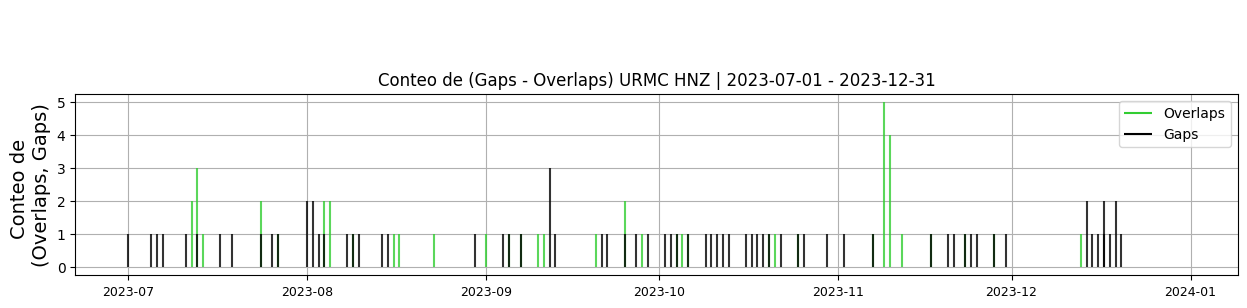 Conteo de (Gaps - Overlaps) URMC HNZ | 2023-07-01 - 2023-12-31
Conteo de
(Overlaps, Gaps)
5
4
3
2
1
0
Overlaps
Gaps
2023-07
2023-08
2023-09
2023-10
2023-11
2023-12
2024-01